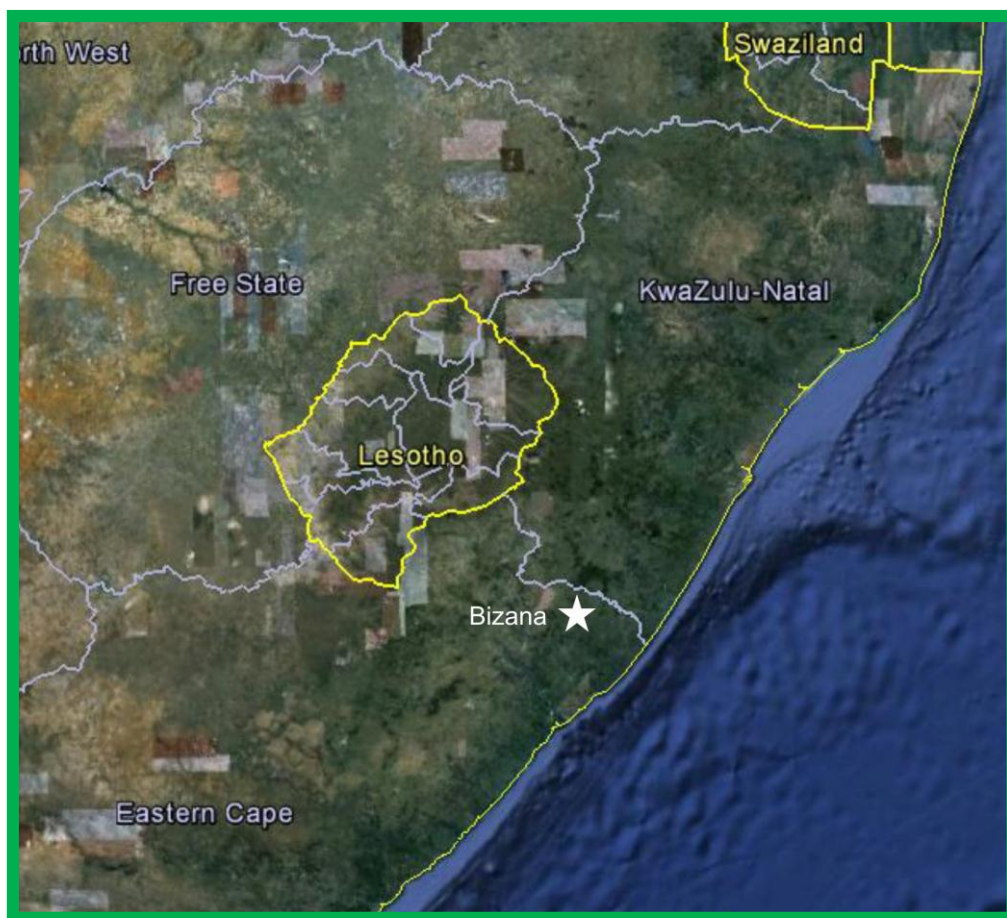 rth West
Swaziland
Free State
KwaZulu-Natal
Lesotho
Bizana
Eastern Cape